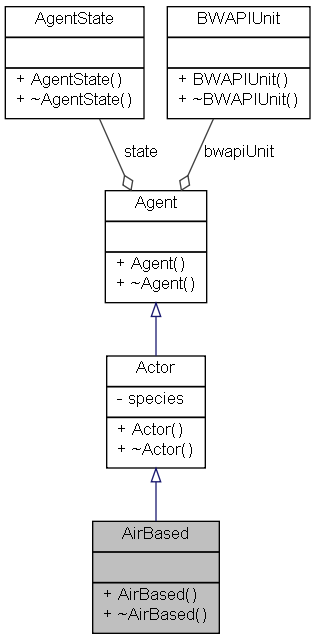 AgentState
+ AgentState()
+ ~AgentState()
BWAPIUnit
+ BWAPIUnit()
+ ~BWAPIUnit()
state
bwapiUnit
Agent
+ Agent()
+ ~Agent()
Actor
- species
+ Actor()
+ ~Actor()
AirBased
+ AirBased()
+ ~AirBased()